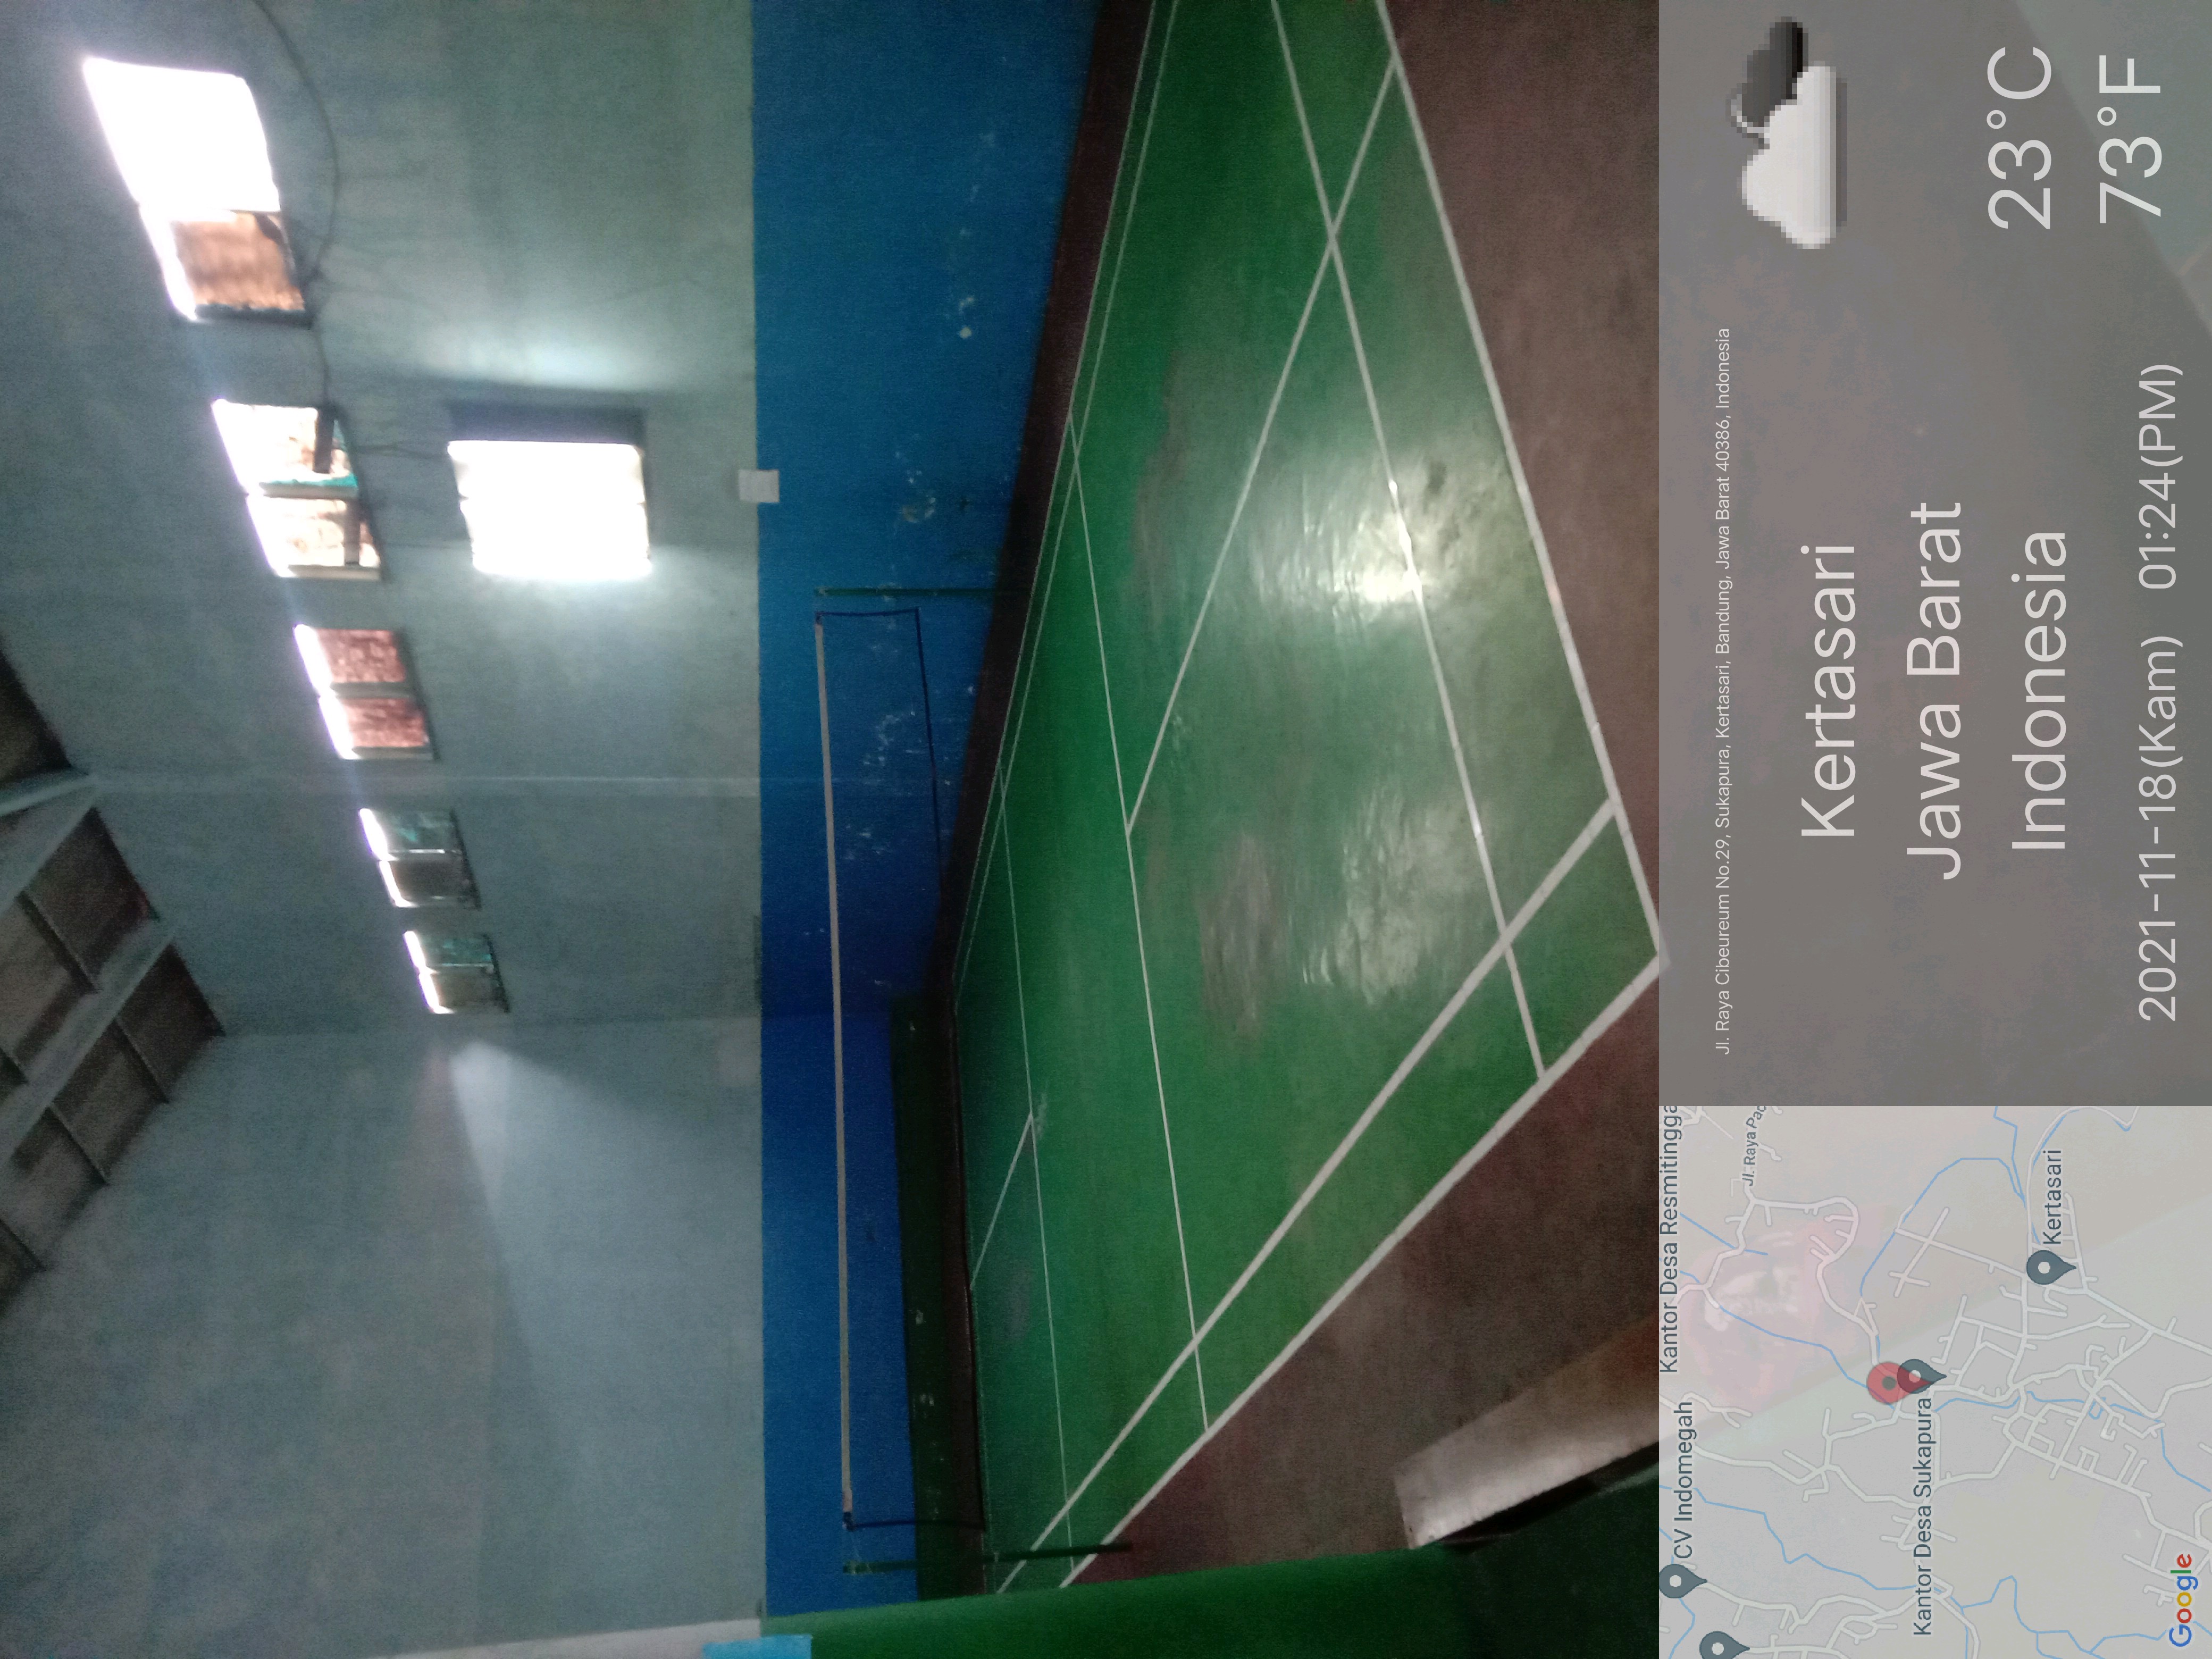 Kantor Desa Resmitingga
CV Indomegah
Jl. Raya Pac
Kantor Desa Sukapura
Kertasari
Google
Jl. Raya Cibeureum No.29, Sukapura, Kertasari, Bandung, Jawa Barat 40386, Indonesia
Kertasari
Jawa Barat
Indonesia
2021-11-18(Kam) 01:24(PM)
23°C
73°F